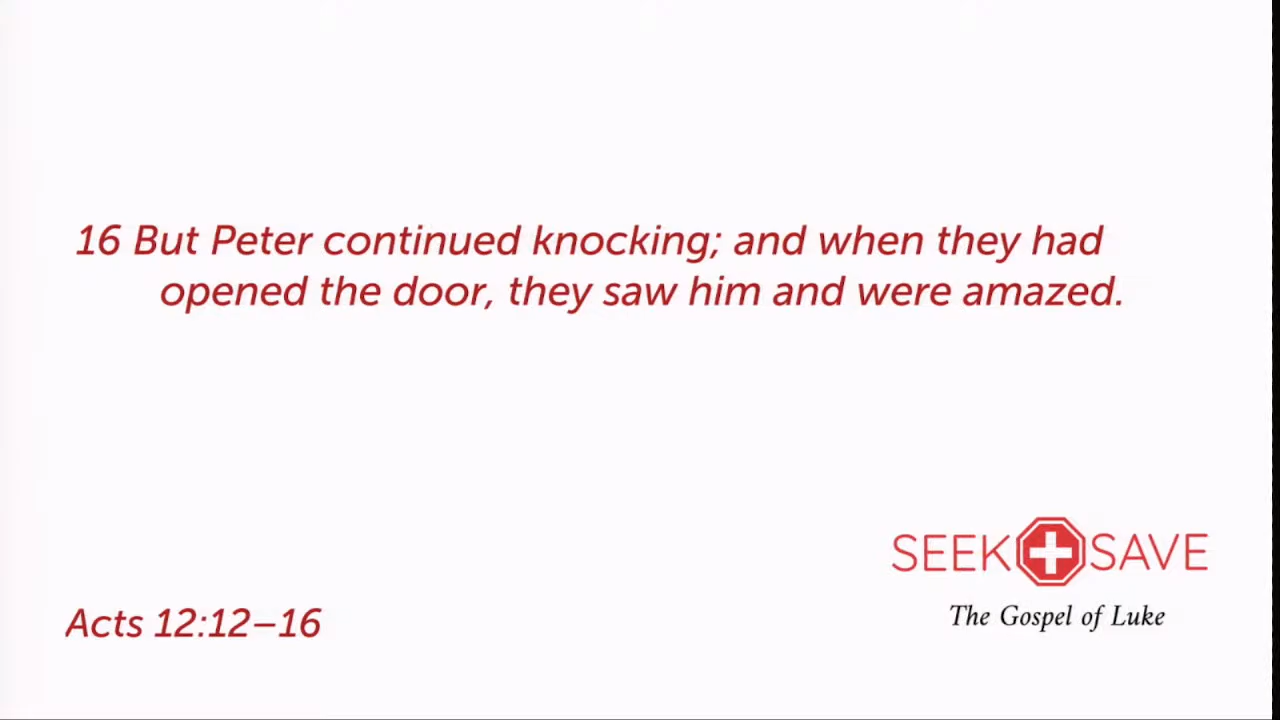 16 But Peter continued knocking; and when they had
opened the door, they saw him and were amazed.
SEEK SAVE
The Gospel of Luke
Acts 12:12–16